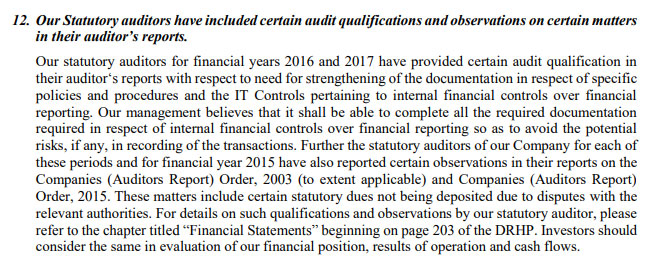 12. Our Statutory auditors have included certain audit qualifications and observations on certain matters
in their auditor's reports.
Our statutory auditors for financial years 2016 and 2017 have provided certain audit qualification in
their auditor‘s reports with respect to need for strengthening of the documentation in respect of specific
policies and procedures and the IT Controls pertaining to internal financial controls over financial
reporting. Our management believes that it shall be able to complete all the required documentation
required in respect of internal financial controls over financial reporting so as to avoid the potential
risks, if any, in recording of the transactions. Further the statutory auditors of our Company for each of
these periods and for financial year 2015 have also reported certain observations in their reports on the
Companies (Auditors Report) Order, 2003 (to extent applicable) and Companies (Auditors Report)
Order, 2015. These matters include certain statutory dues not being deposited due to disputes with the
relevant authorities. For details on such qualifications and observations by our statutory auditor, please
refer to the chapter titled “Financial Statements” beginning on page 203 of the DRHP. Investors should
consider the same in evaluation of our financial position, results of operation and cash flows.